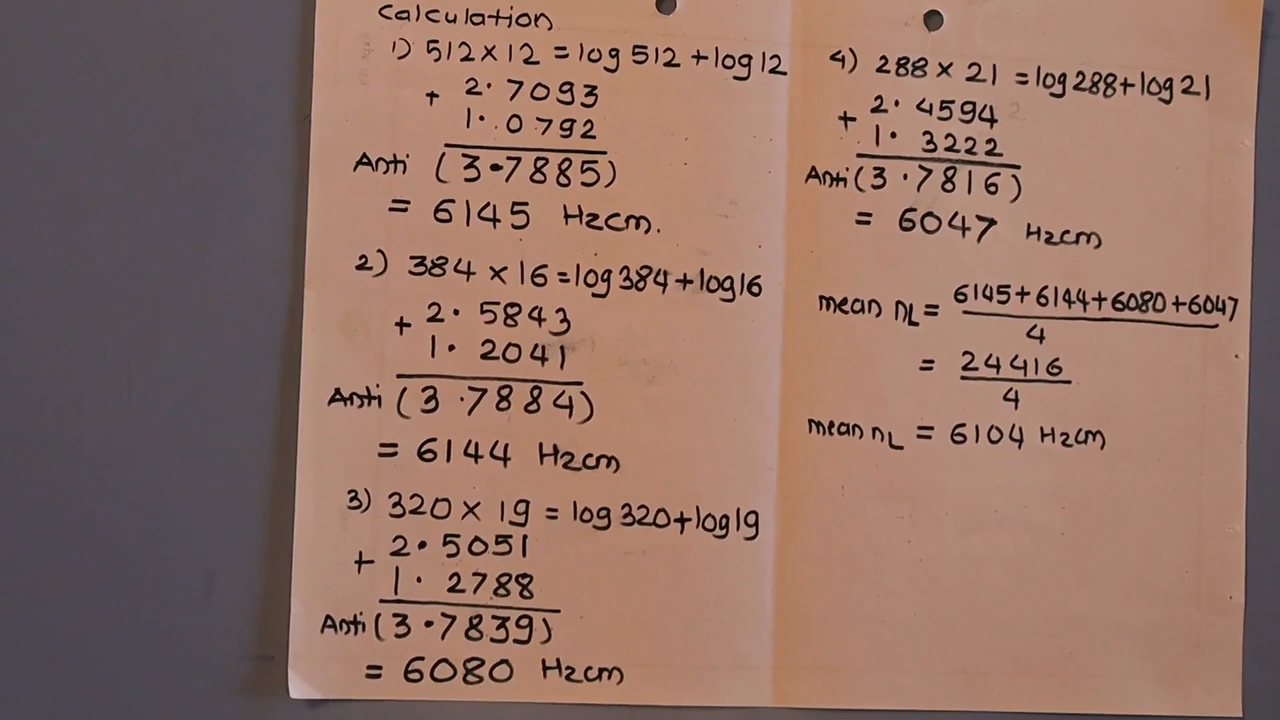 Calculation
1) 512 × 12 = log 512 + log 12
+ 2.7093
1.0792
Anti (3.7885)
= 6145 Hzcm.
2) 384 × 16 = log 384 + log 16
+ 2.5843
1.2041
Anti (3.7884)
= 6144 Hzcm
3) 320 × 19 = log 320 + log 19
+ 2.5051
1.2788
Anti (3.7839)
= 6080 Hzcm
4) 288 × 21 = log 288 + log 21
+ 2.4594
1.3222
Anti (3.7816)
= 6047 Hzcm
mean nL = 6145+6144+6080+6047
4
= 24416
4
mean nL = 6104 Hzcm